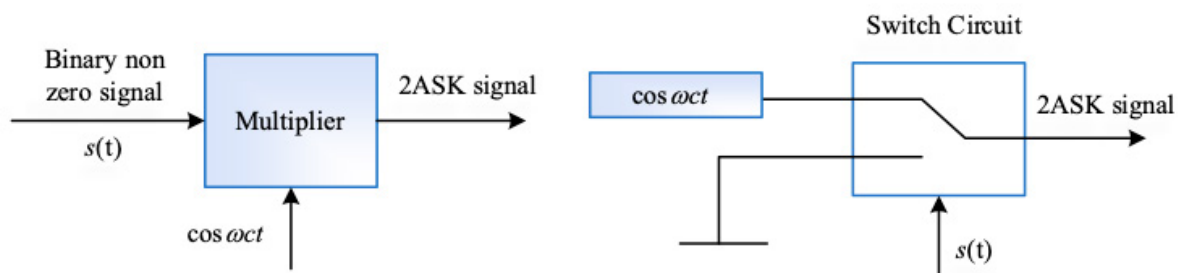 Binary non
zero signal
s(t)
Multiplier
2ASK signal
cos ωct
Switch Circuit
cos ωct
2ASK signal
s(t)